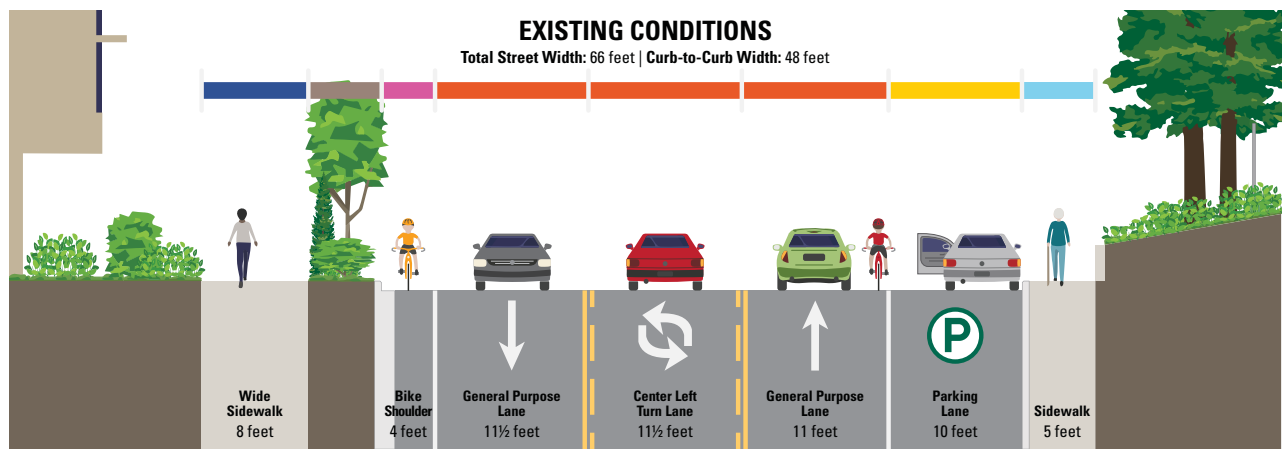 EXISTING CONDITIONS
Total Street Width: 66 feet | Curb-to-Curb Width: 48 feet
Wide
Sidewalk
8 feet
Bike
Shoulder
4 feet
General Purpose
Lane
11½ feet
Center Left
Turn Lane
11½ feet
General Purpose
Lane
11 feet
P
Parking
Lane
10 feet
Sidewalk
5 feet